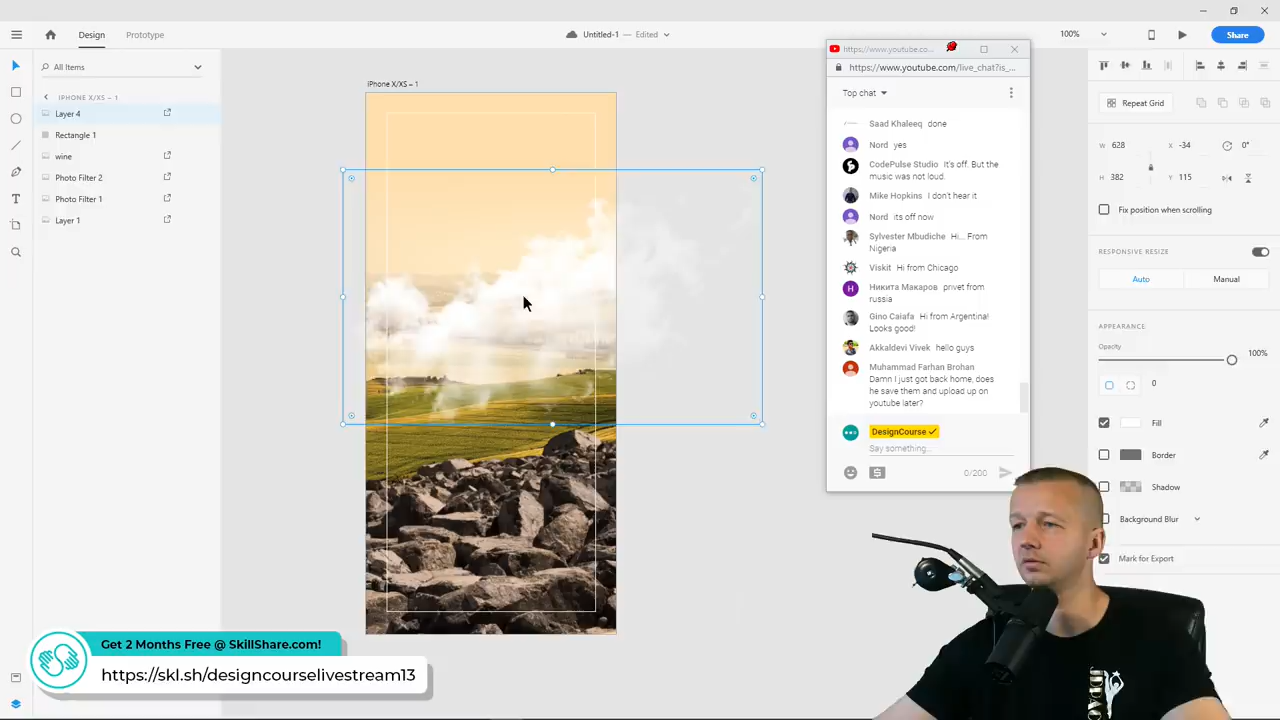 Design
Prototype
Untitled-1 — Edited
100%
Share
All Items
IPHONE X/XS – 1
Layer 4
Rectangle 1
wine
Photo Filter 2
Photo Filter 1
Layer 1
iPhone X/XS – 1
https://www.youtube.co...
https://www.youtube.com/live_chat?is_...
Top chat
Saad Khaleeq done
Nord yes
CodePulse Studio It's off. But the
music was not loud.
Mike Hopkins I don't hear it
Nord its off now
Sylvester Mbudiche Hi... From
Nigeria
Viskit Hi from Chicago
Никита Макаров privet from
russia
Gino Caiafa Hi from Argentina!
Looks good!
Akkaldevi Vivek hello guys
Muhammad Farhan Brohan
Damn I just got back home, does
he save them and upload up on
youtube later?
DesignCourse
Say something...
0/200
Repeat Grid
W 628 X -34 0°
H 382 Y 115
Fix position when scrolling
RESPONSIVE RESIZE
Auto Manual
APPEARANCE
Opacity
100%
0
Fill
Border
Shadow
Background Blur
Mark for Export
Get 2 Months Free @ SkillShare.com!
https://skl.sh/designcourselivestream13